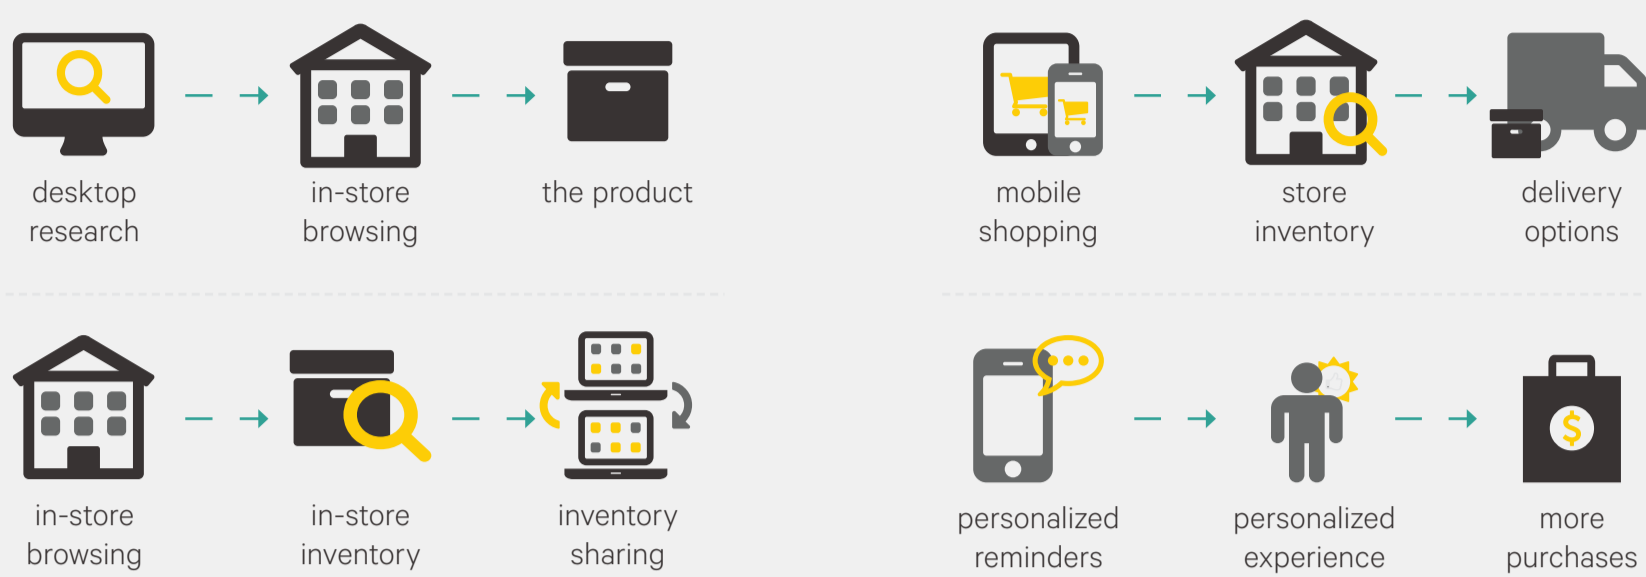 desktop
research
in-store
browsing
the product
mobile
shopping
store
inventory
delivery
options
in-store
browsing
in-store
inventory
inventory
sharing
personalized
reminders
personalized
experience
$
more
purchases